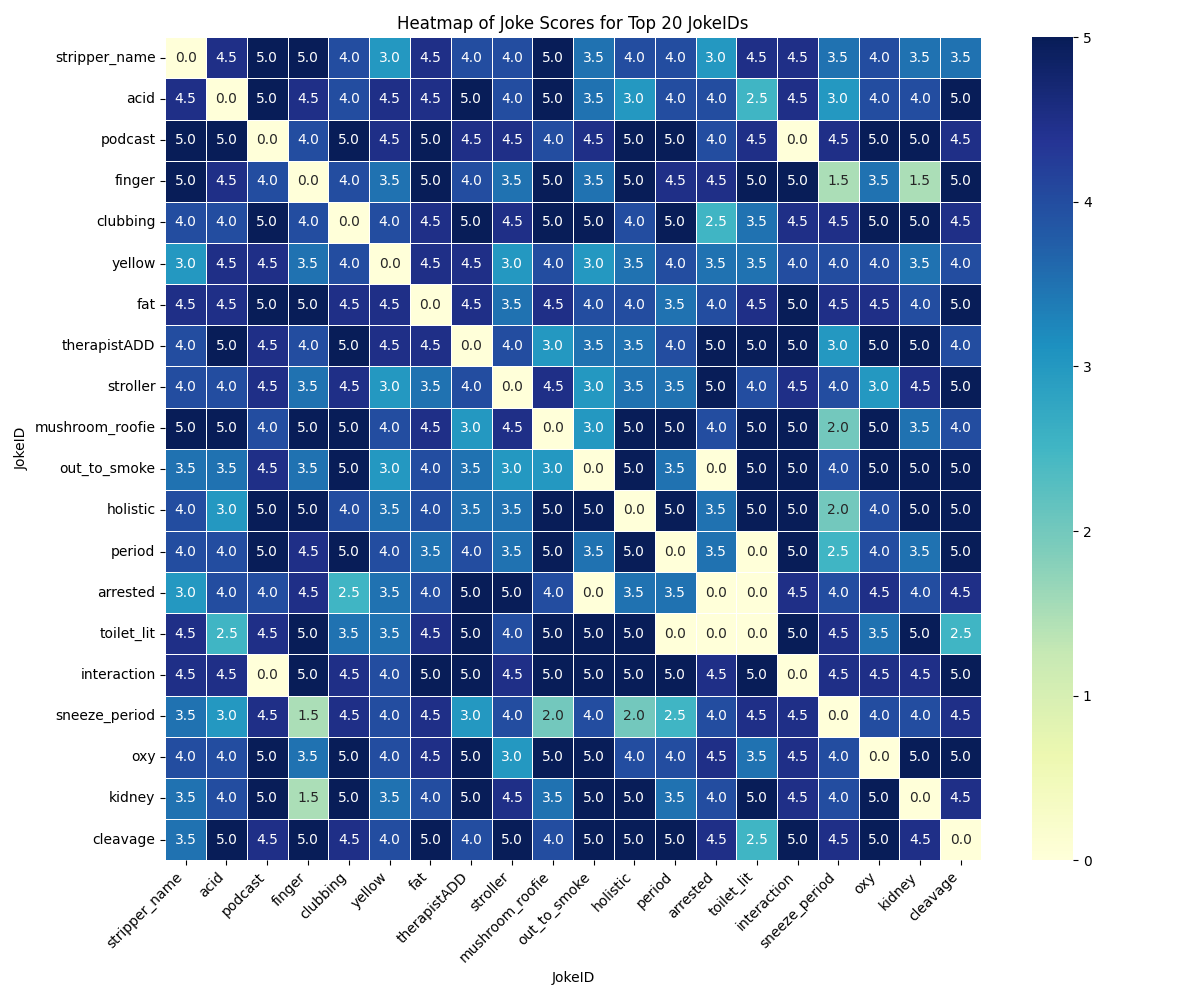 Heatmap of Joke Scores for Top 20 JokeIDs
stripper_name 0.0 4.5 5.0 5.0 4.0 3.0 4.5 4.0 4.0 5.0 3.5 4.0 4.0 3.0 4.5 4.5 3.5 4.0 3.5 3.5
acid 4.5 0.0 5.0 4.5 4.0 4.5 4.5 5.0 4.0 5.0 3.5 3.0 4.0 4.0 2.5 4.5 3.0 4.0 4.0 5.0
podcast 5.0 5.0 0.0 4.0 5.0 4.5 5.0 4.5 4.5 4.0 4.5 5.0 5.0 4.0 4.5 0.0 4.5 5.0 5.0 4.5
finger 5.0 4.5 4.0 0.0 4.0 3.5 5.0 4.0 3.5 5.0 3.5 5.0 4.5 4.5 5.0 5.0 1.5 3.5 1.5 5.0
clubbing 4.0 4.0 5.0 4.0 0.0 4.0 4.5 5.0 4.5 5.0 5.0 4.0 5.0 2.5 3.5 4.5 4.5 5.0 5.0 4.5
yellow 3.0 4.5 4.5 3.5 4.0 0.0 4.5 4.5 3.0 4.0 3.0 3.5 4.0 3.5 3.5 4.0 4.0 4.0 3.5 4.0
fat 4.5 4.5 5.0 5.0 4.5 4.5 0.0 4.5 3.5 4.5 4.0 4.0 3.5 4.0 4.5 5.0 4.5 4.5 4.0 5.0
therapistADD 4.0 5.0 4.5 4.0 5.0 4.5 4.5 0.0 4.0 3.0 3.5 3.5 4.0 5.0 5.0 5.0 3.0 5.0 5.0 4.0
stroller 4.0 4.0 4.5 3.5 4.5 3.0 3.5 4.0 0.0 4.5 3.0 3.5 3.5 5.0 4.0 4.5 4.0 3.0 4.5 5.0
mushroom_roofie 5.0 5.0 4.0 5.0 5.0 4.0 4.5 3.0 4.5 0.0 3.0 5.0 5.0 4.0 5.0 5.0 2.0 5.0 3.5 4.0
out_to_smoke 3.5 3.5 4.5 3.5 5.0 3.0 4.0 3.5 3.0 3.0 0.0 5.0 3.5 0.0 5.0 5.0 4.0 5.0 5.0 5.0
holistic 4.0 3.0 5.0 5.0 4.0 3.5 4.0 3.5 3.5 5.0 5.0 0.0 5.0 3.5 5.0 5.0 2.0 4.0 5.0 5.0
period 4.0 4.0 5.0 4.5 5.0 4.0 3.5 4.0 3.5 5.0 3.5 5.0 0.0 3.5 0.0 5.0 2.5 4.0 3.5 5.0
arrested 3.0 4.0 4.0 4.5 2.5 3.5 4.0 5.0 5.0 4.0 0.0 3.5 3.5 0.0 0.0 4.5 4.0 4.5 4.0 4.5
toilet_lit 4.5 2.5 4.5 5.0 3.5 3.5 4.5 5.0 4.0 5.0 5.0 5.0 0.0 0.0 0.0 5.0 4.5 3.5 5.0 2.5
interaction 4.5 4.5 0.0 5.0 4.5 4.0 5.0 5.0 4.5 5.0 5.0 5.0 5.0 4.5 5.0 0.0 4.5 4.5 4.5 5.0
sneeze_period 3.5 3.0 4.5 1.5 4.5 4.0 4.5 3.0 4.0 2.0 4.0 2.0 2.5 4.0 4.5 4.5 0.0 4.0 4.0 4.5
oxy 4.0 4.0 5.0 3.5 5.0 4.0 4.5 5.0 3.0 5.0 5.0 4.0 4.0 4.5 3.5 4.5 4.0 0.0 5.0 5.0
kidney 3.5 4.0 5.0 1.5 5.0 3.5 4.0 5.0 4.5 3.5 5.0 5.0 3.5 4.0 5.0 4.5 4.0 5.0 0.0 4.5
cleavage 3.5 5.0 4.5 5.0 4.5 4.0 5.0 4.0 5.0 4.0 5.0 5.0 5.0 4.5 2.5 5.0 4.5 5.0 4.5 0.0
JokeID
stripper_name acid podcast finger clubbing yellow fat therapistADD stroller mushroom_roofie out_to_smoke holistic period arrested toilet_lit interaction sneeze_period oxy kidney cleavage
JokeID
5
4
3
2
1
0